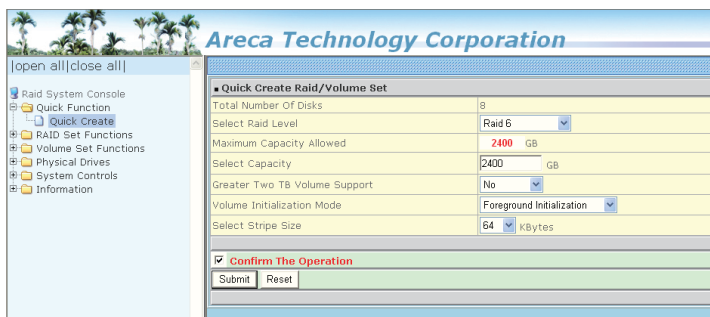 Areca Technology Corporation
|open all|close all|
Raid System Console
Quick Function
Quick Create
RAID Set Functions
Volume Set Functions
Physical Drives
System Controls
Information
Quick Create Raid/Volume Set
Total Number Of Disks 8
Select Raid Level Raid 6
Maximum Capacity Allowed 2400 GB
Select Capacity 2400 GB
Greater Two TB Volume Support No
Volume Initialization Mode Foreground Initialization
Select Stripe Size 64 KBytes
Confirm The Operation
Submit Reset